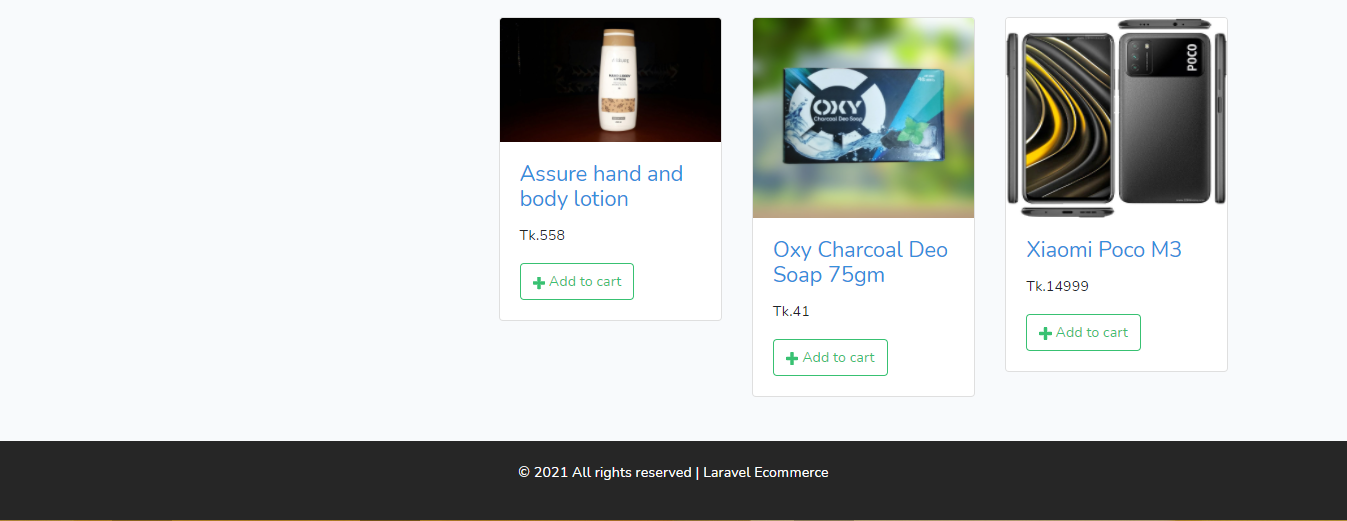 Assure hand and
body lotion
Tk.558
Add to cart
OXY
Charcoal Deo Soap
Oxy Charcoal Deo
Soap 75gm
Tk.41
Add to cart
POCO
Xiaomi Poco M3
Tk.14999
Add to cart
© 2021 All rights reserved | Laravel Ecommerce